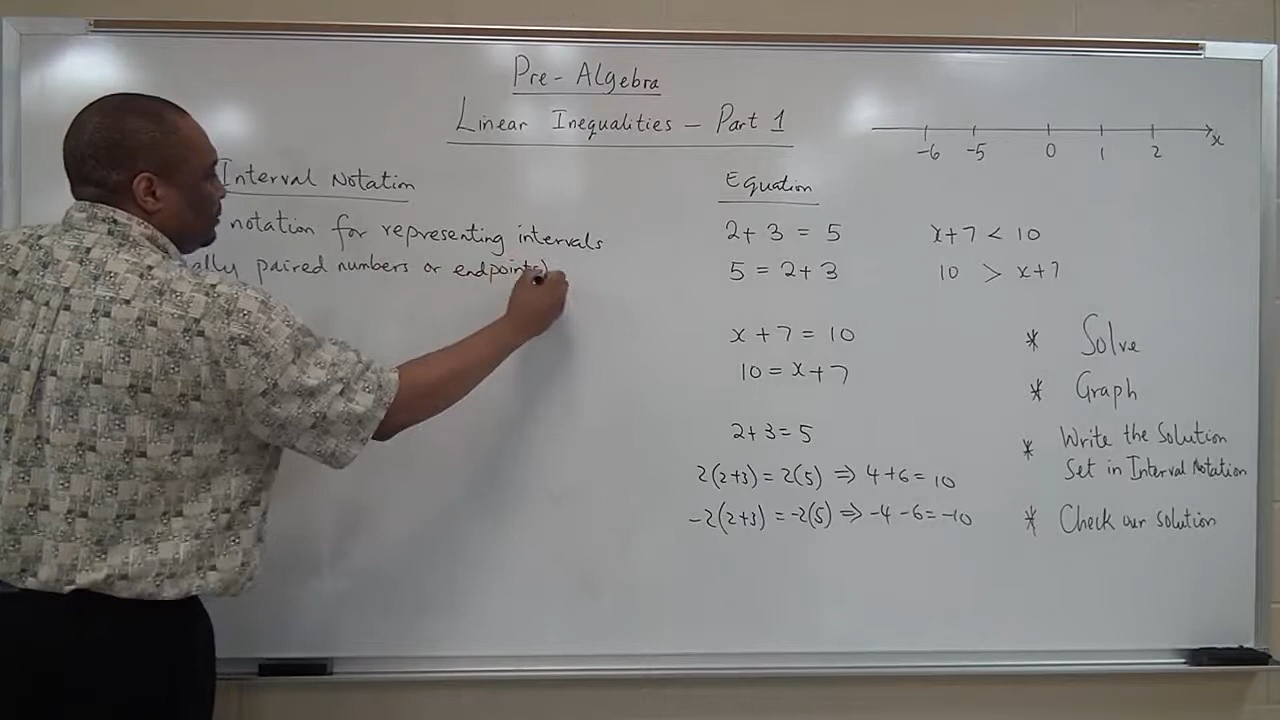 Pre-Algebra
Linear Inequalities - Part 1
-6 -5 0 1 2 x
Interval Notation
notation for representing intervals
paired numbers or endpoints)
Equation
2+3 = 5
5 = 2+3
x+7 = 10
10 = x+7
2+3=5
2(2+3) = 2(5) ⇒ 4+6=10
-2(2+3) = -2(5) ⇒ -4-6=-10
x+7 < 10
10 > x+7
* Solve
* Graph
* Write the Solution
Set in Interval Notation
* Check our solution